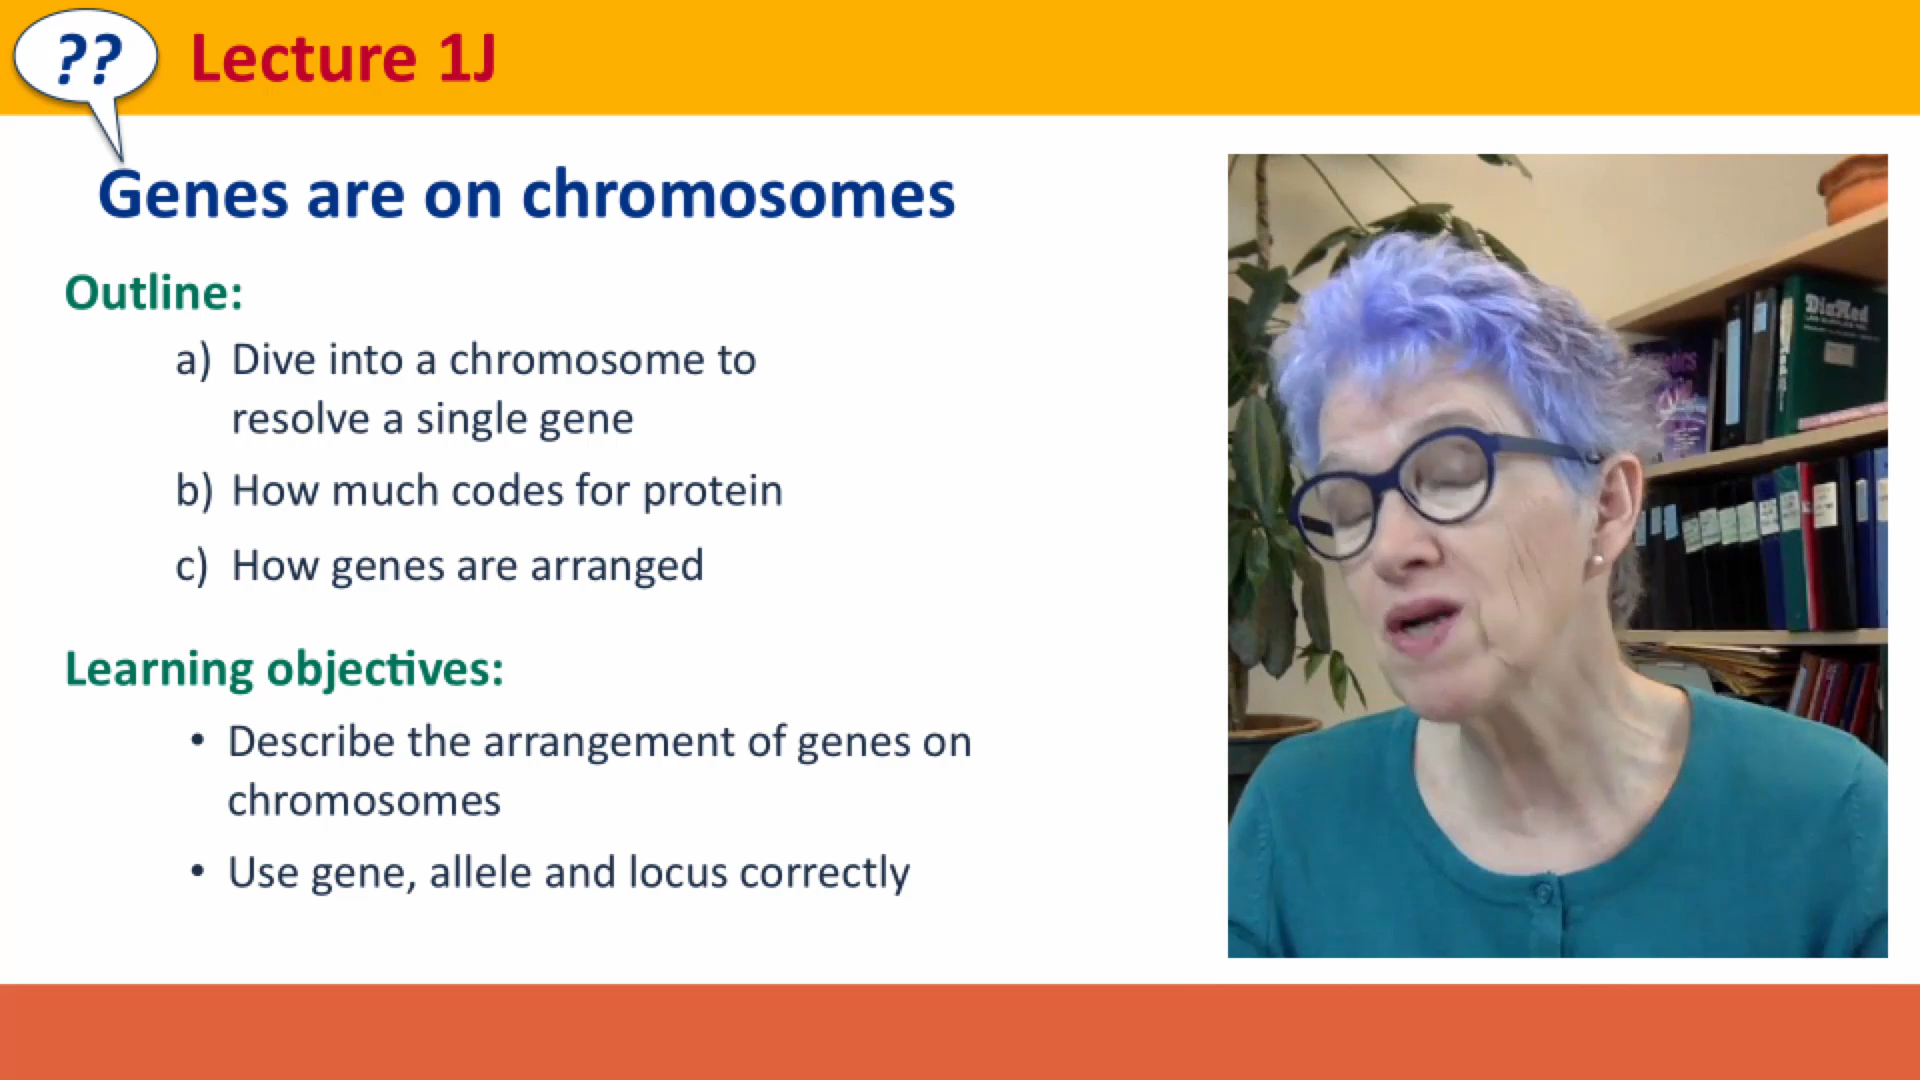 ??
Lecture 1J
Genes are on chromosomes
Outline:
a) Dive into a chromosome to
resolve a single gene
b) How much codes for protein
c) How genes are arranged
Learning objectives:
• Describe the arrangement of genes on
chromosomes
• Use gene, allele and locus correctly
DiaMed